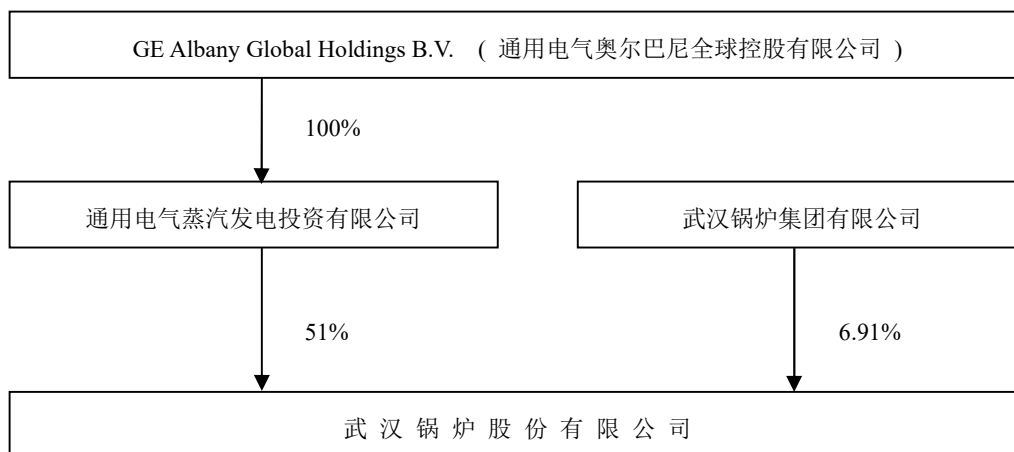 GE Albany Global Holdings B.V. ( 通用电气奥尔巴尼全球控股有限公司 )
100%
通用电气蒸汽发电投资有限公司
武汉锅炉集团有限公司
51%
6.91%
武汉锅炉股份有限公司